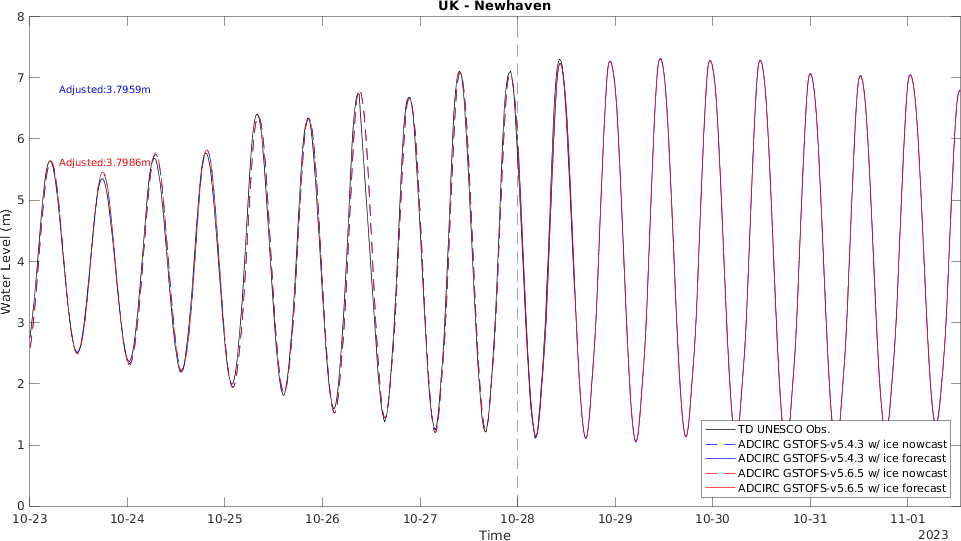 UK - Newhaven
8
7
6
5
4
3
2
1
0
Water Level (m)
Adjusted:3.7959m
Adjusted:3.7986m
TD UNESCO Obs.
ADCIRC GSTOFS-v5.4.3 w/ ice nowcast
ADCIRC GSTOFS-v5.4.3 w/ ice forecast
ADCIRC GSTOFS-v5.6.5 w/ ice nowcast
ADCIRC GSTOFS-v5.6.5 w/ ice forecast
10-23 10-24 10-25 10-26 10-27 10-28 10-29 10-30 10-31 11-01
Time
2023